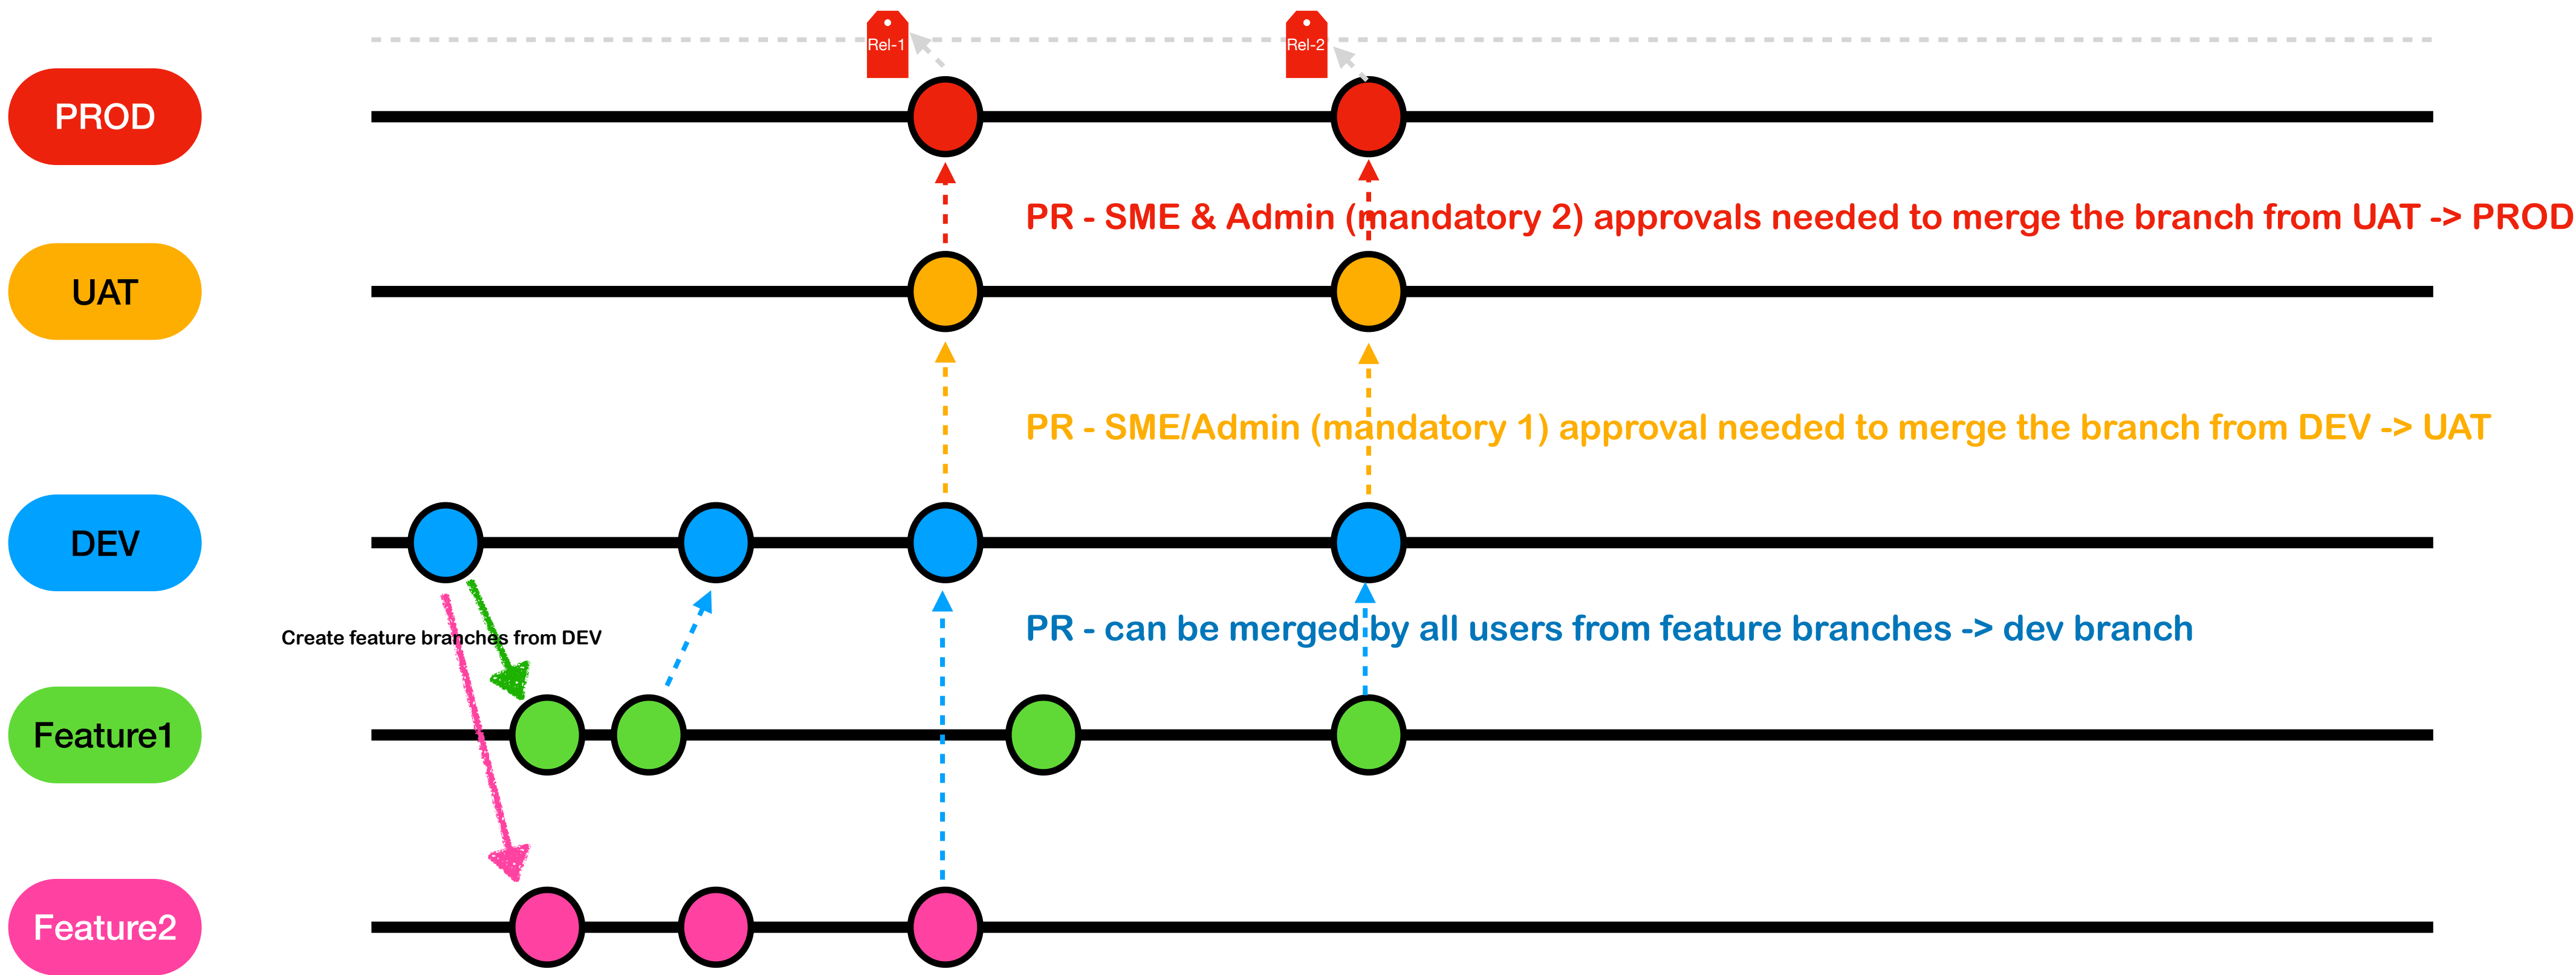 Rel-1
Rel-2
PROD
PR - SME & Admin (mandatory 2) approvals needed to merge the branch from UAT -> PROD
UAT
PR - SME/Admin (mandatory 1) approval needed to merge the branch from DEV -> UAT
DEV
PR - can be merged by all users from feature branches -> dev branch
Create feature branches from DEV
Feature1
Feature2